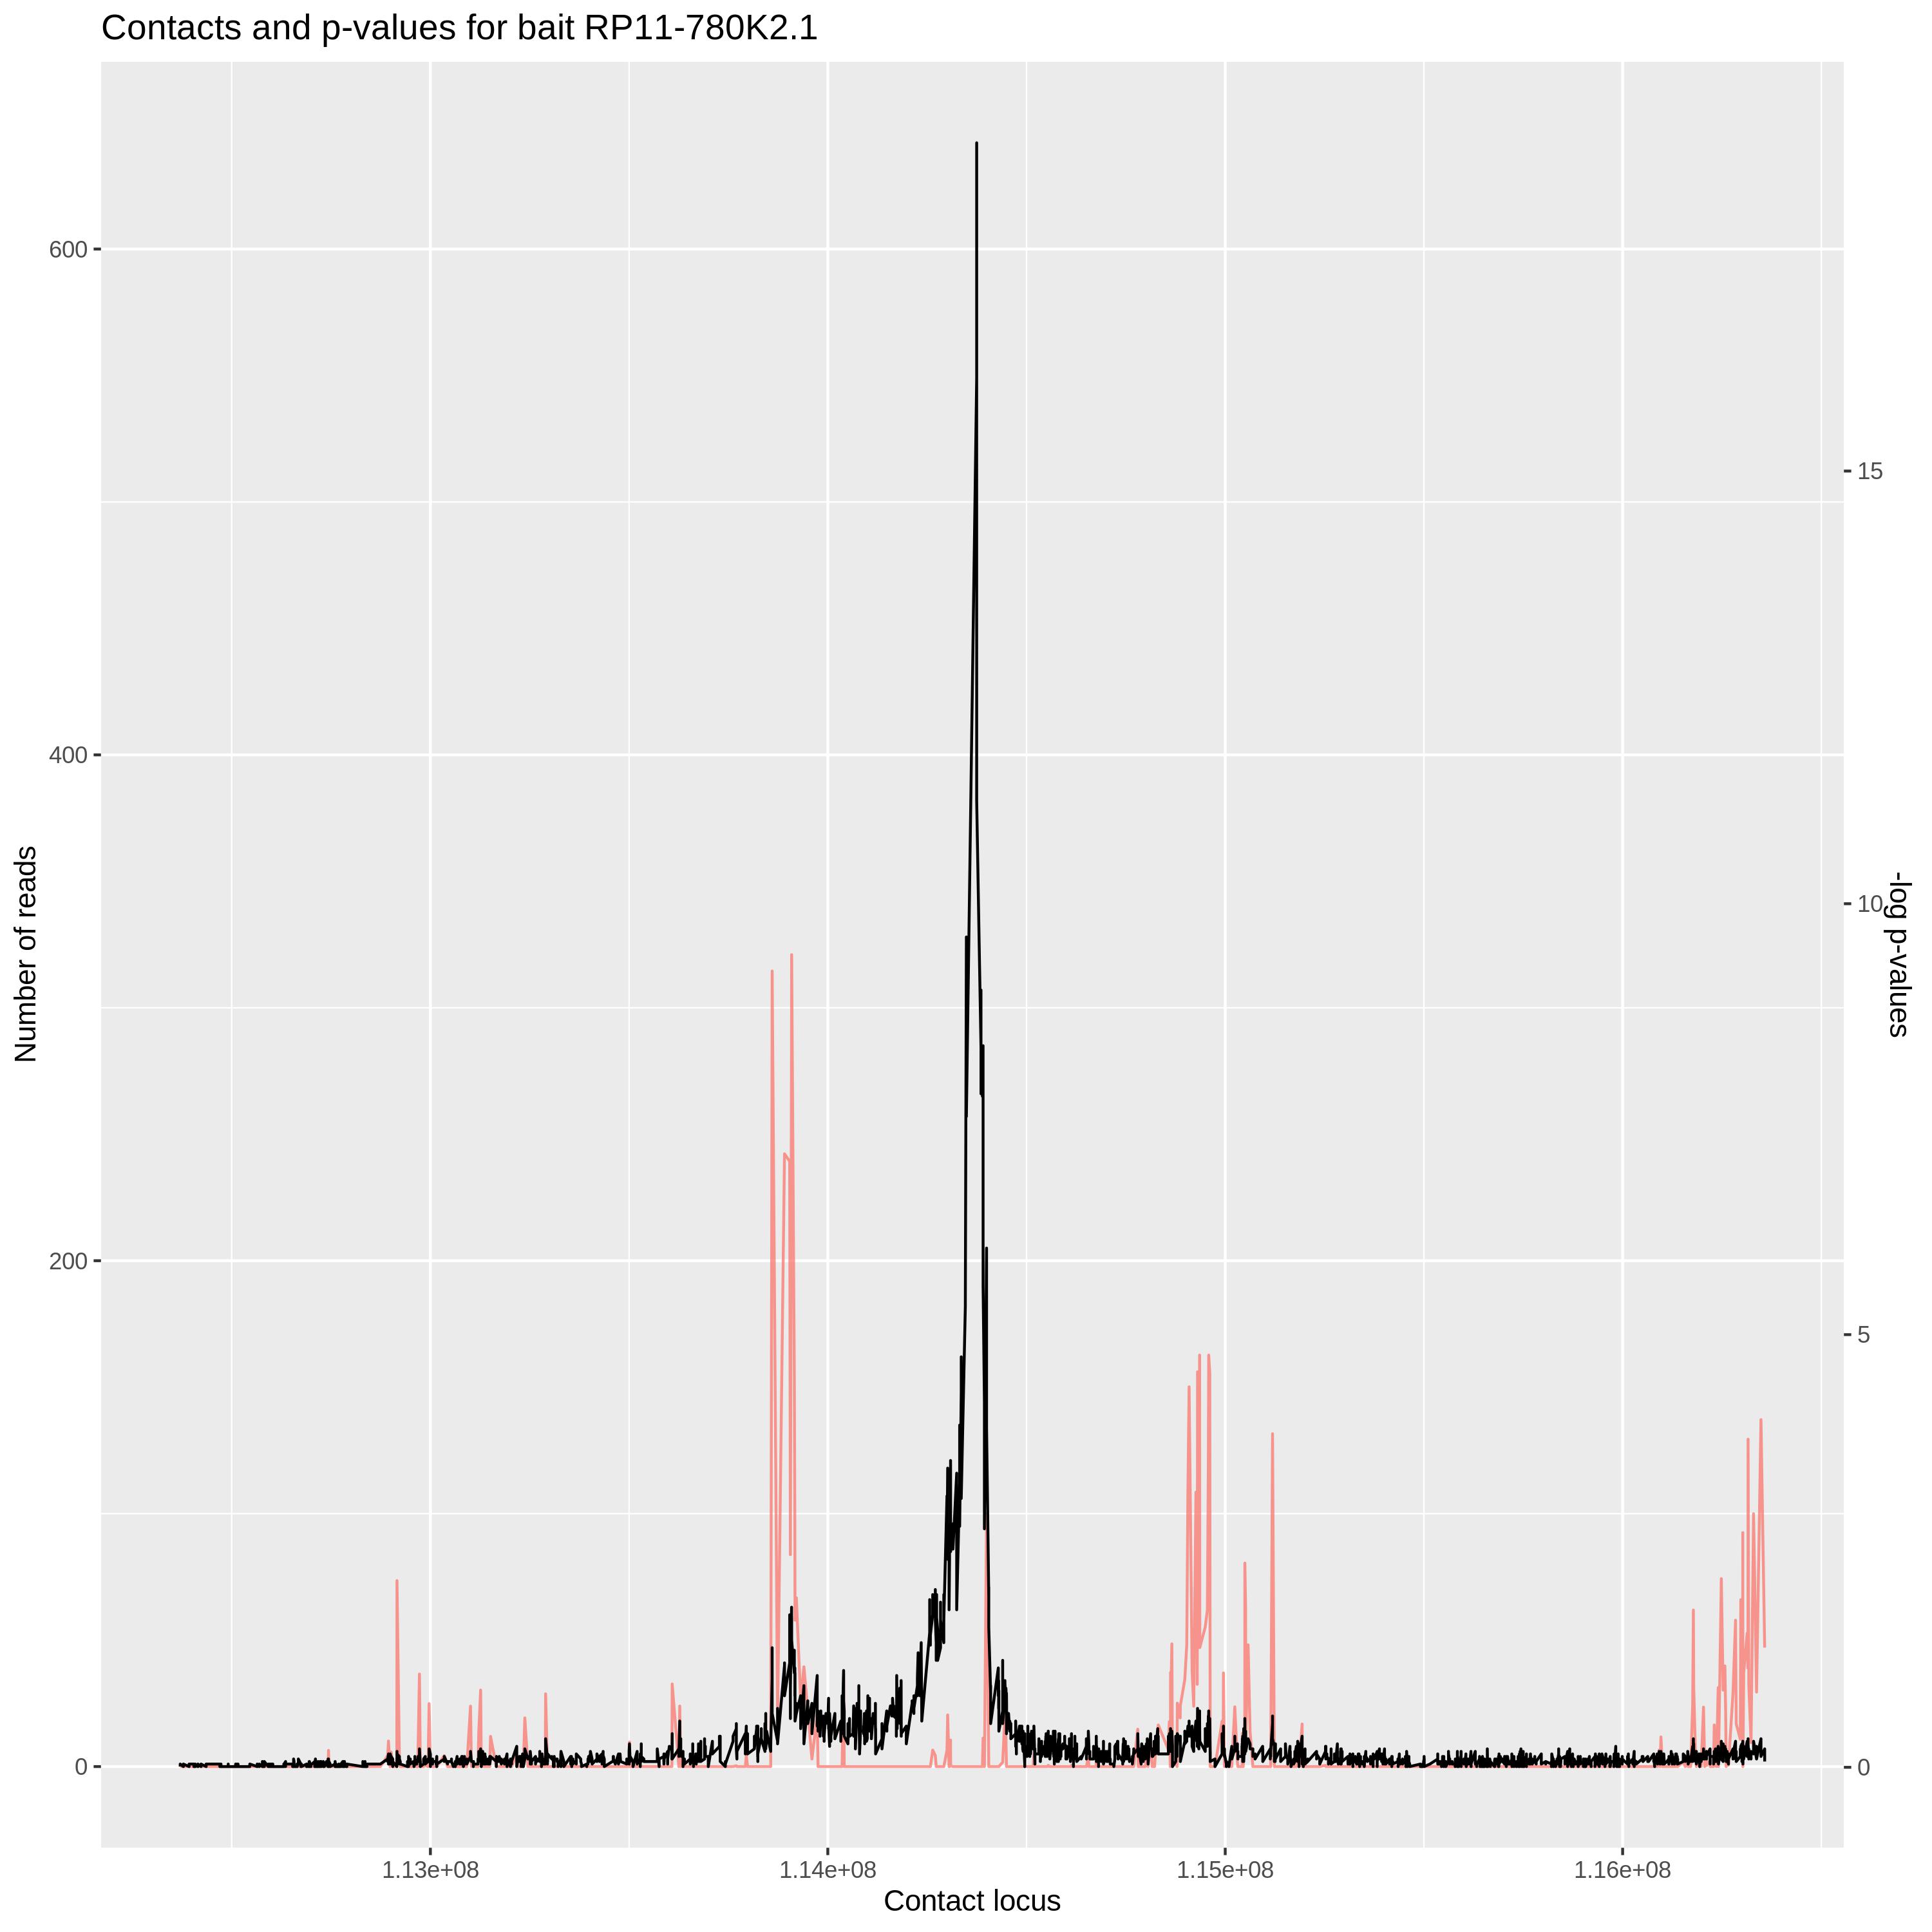 Contacts and p-values for bait RP11-780K2.1
600
400
200
0
Number of reads
15
10
5
0
-log p-values
1.13e+08
1.14e+08
1.15e+08
1.16e+08
Contact locus